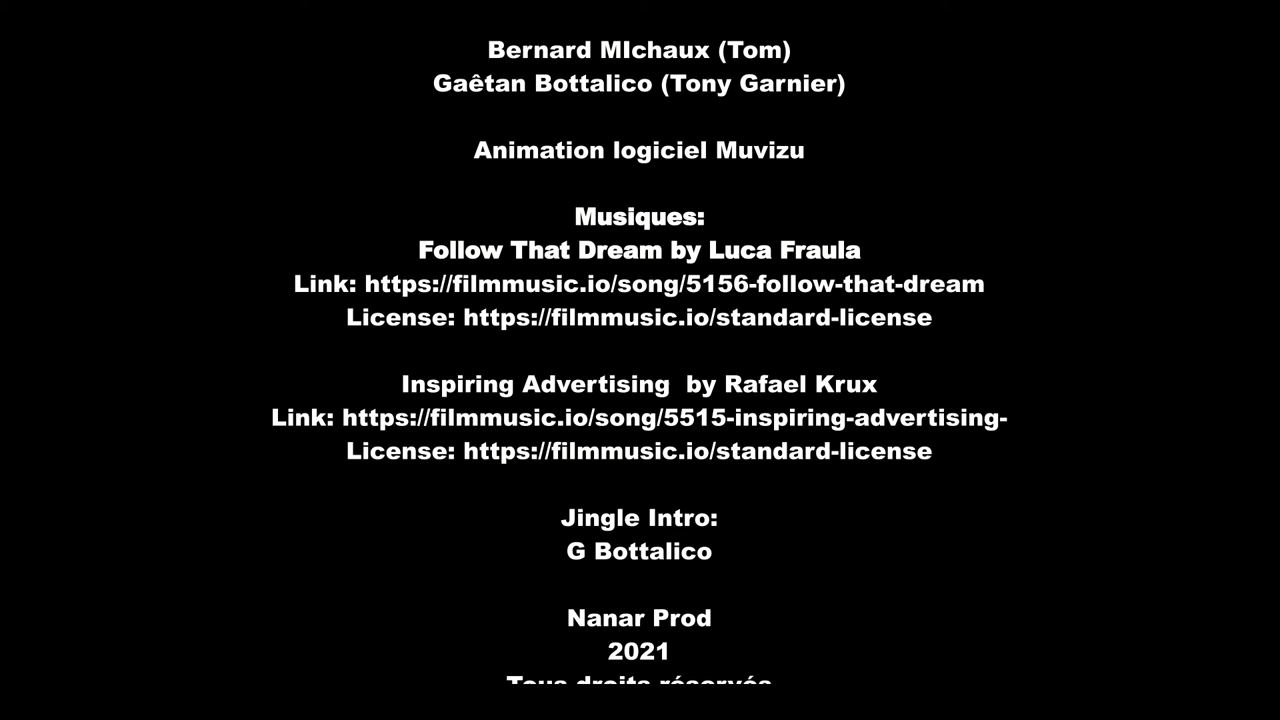 Bernard MIchaux (Tom)
Gaêtan Bottalico (Tony Garnier)
Animation logiciel Muvizu
Musiques:
Follow That Dream by Luca Fraula
Link: https://filmmusic.io/song/5156-follow-that-dream
License: https://filmmusic.io/standard-license
Inspiring Advertising  by Rafael Krux
Link: https://filmmusic.io/song/5515-inspiring-advertising-
License: https://filmmusic.io/standard-license
Jingle Intro:
G Bottalico
Nanar Prod
2021
Tous droits réservés